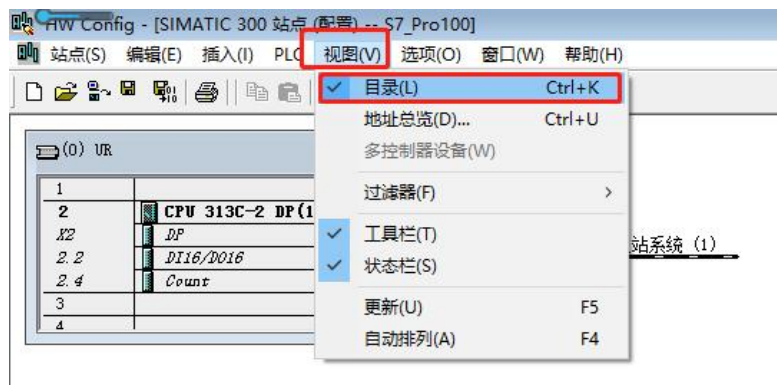 HW Config - [SIMATIC 300 站点 (配置) -- S7_Pro100]
站点(S) 编辑(E) 插入(I) PLC 视图(V) 选项(O) 窗口(W) 帮助(H)
目录(L) Ctrl+K
地址总览(D)... Ctrl+U
多控制器设备(W)
过滤器(F) >
工具栏(T)
状态栏(S)
更新(U) F5
自动排列(A) F4
(0) UR
1
2 CPU 313C-2 DP(1
X2 DP
2.2 DI16/DO16
2.4 Count
3
4
站系统 (1)